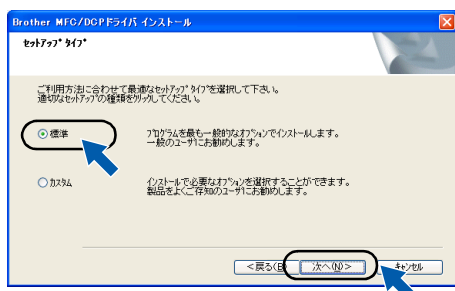 Brother MFC/DCPドライバ インストール
セットアップ タイプ
ご利用方法に合わせて最適なセットアップ タイプを選択して下さい。
適切なセットアップの種類をクリックしてください。
標準
プログラムを最も一般的なオプションでインストールします。
一般のユーザにお勧めします。
カスタム
インストールで必要なオプションを選択することができます。
製品をよくご存知のユーザにお勧めします。
<戻る(B)
次へ(N)>
キャンセル